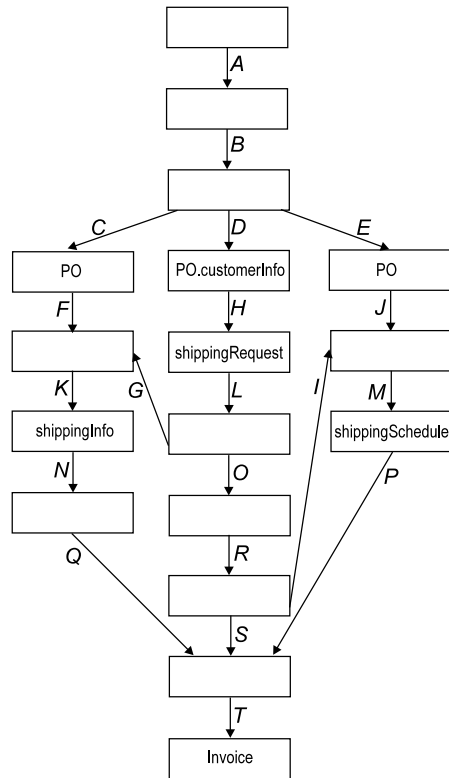 A
B
C D E
PO PO.customerInfo PO
F H J
shippingRequest
K G L I M
shippingInfo shippingSchedule
N O P
Q R
S
T
Invoice